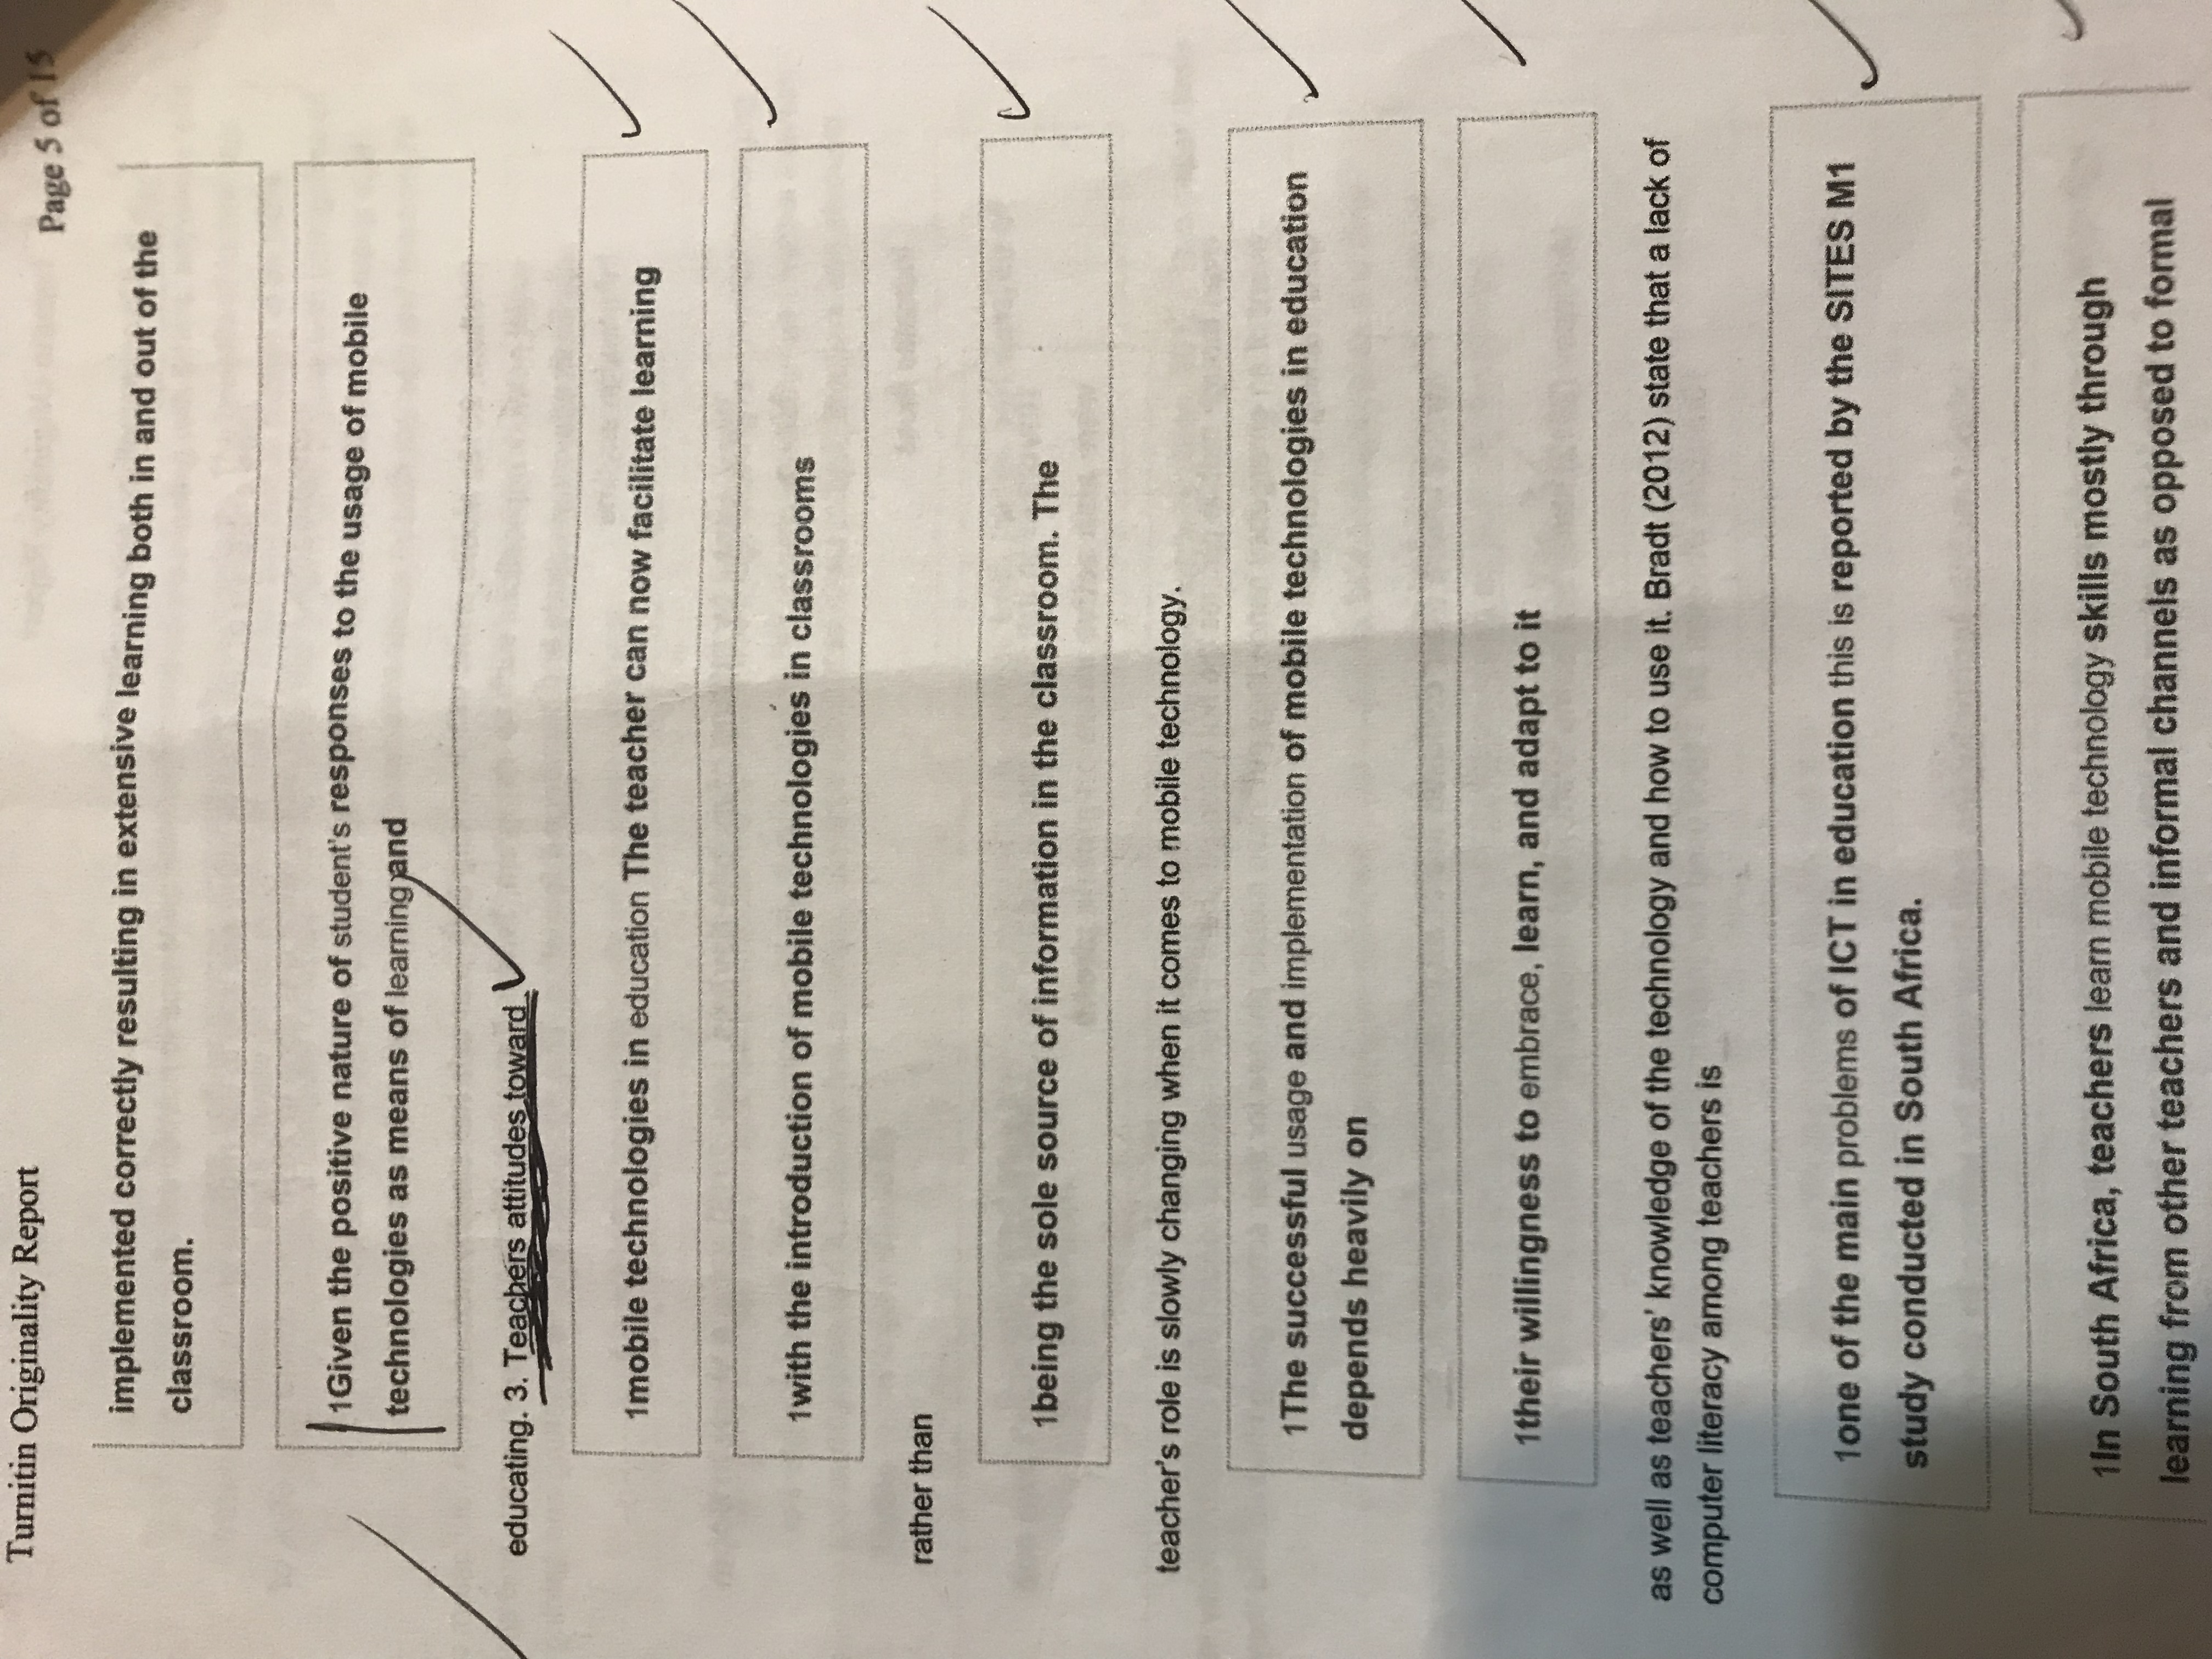 Turnitin Originality Report
Page 5 of 15
implemented correctly resulting in extensive learning both in and out of the
classroom.
1Given the positive nature of student's responses to the usage of mobile
technologies as means of learning and
educating. 3. Teachers attitudes toward
1mobile technologies in education The teacher can now facilitate learning
1with the introduction of mobile technologies in classrooms
rather than
1being the sole source of information in the classroom. The
teacher's role is slowly changing when it comes to mobile technology.
1The successful usage and implementation of mobile technologies in education
depends heavily on
1their willingness to embrace, learn, and adapt to it
as well as teachers' knowledge of the technology and how to use it. Bradt (2012) state that a lack of
computer literacy among teachers is
1one of the main problems of ICT in education this is reported by the SITES M1
study conducted in South Africa.
1In South Africa, teachers learn mobile technology skills mostly through
learning from other teachers and informal channels as opposed to formal